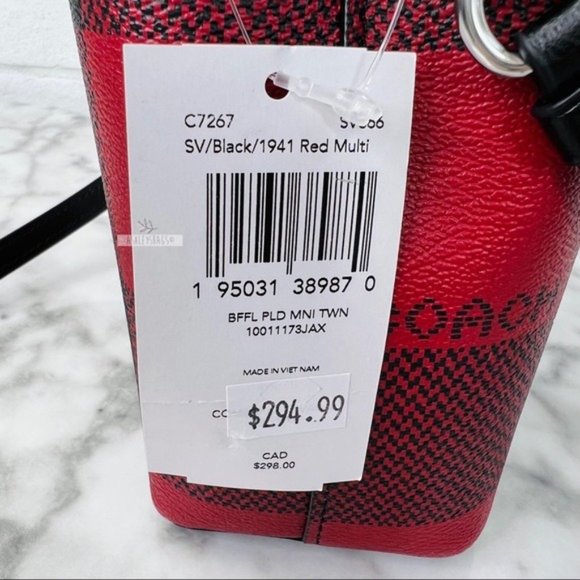 C7267
SV/Black/1941 Red Multi
1 95031 38987 0
BFFL PLD MNI TWN
10011173JAX
MADE IN VIET NAM
$294.99
CAD
$298.00
COACH